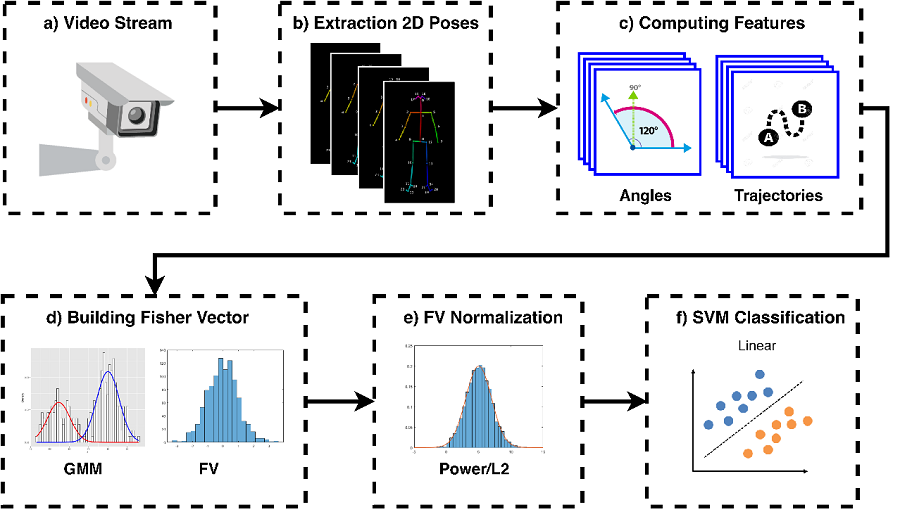 a) Video Stream
b) Extraction 2D Poses
c) Computing Features
90°
120°
B
A
Angles
Trajectories
d) Building Fisher Vector
e) FV Normalization
f) SVM Classification
Linear
GMM
FV
Power/L2